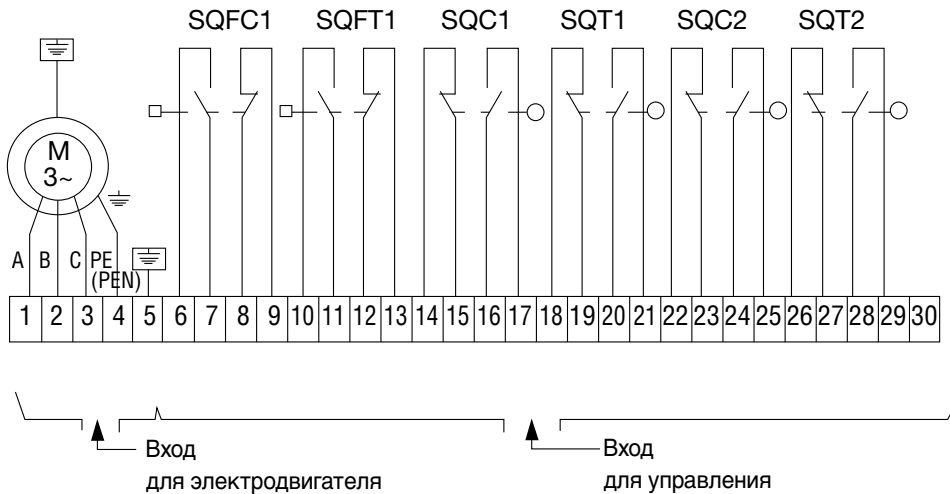 SQFC1 SQFT1 SQC1 SQT1 SQC2 SQT2
M
3~
A B C PE
(PEN)
1 2 3 4 5 6 7 8 9 10 11 12 13 14 15 16 17 18 19 20 21 22 23 24 25 26 27 28 29 30
Вход
для электродвигателя
Вход
для управления